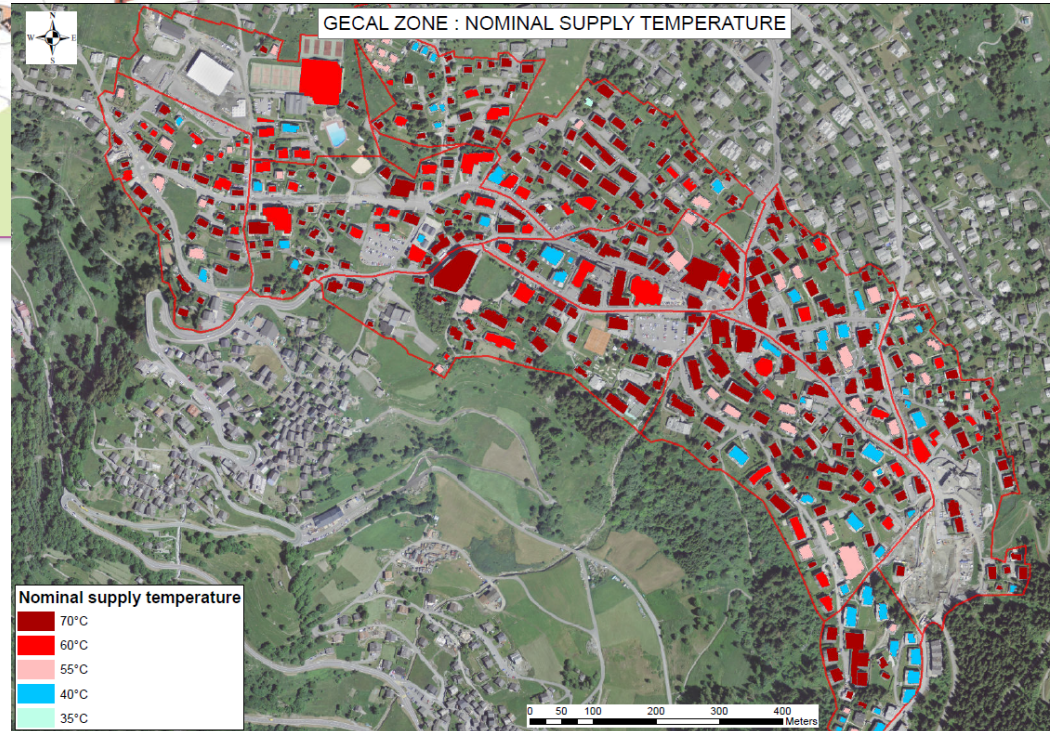 GECAL ZONE : NOMINAL SUPPLY TEMPERATURE
N
W E
S
Nominal supply temperature
70°C
60°C
55°C
40°C
35°C
0 50 100 200 300 400
Meters